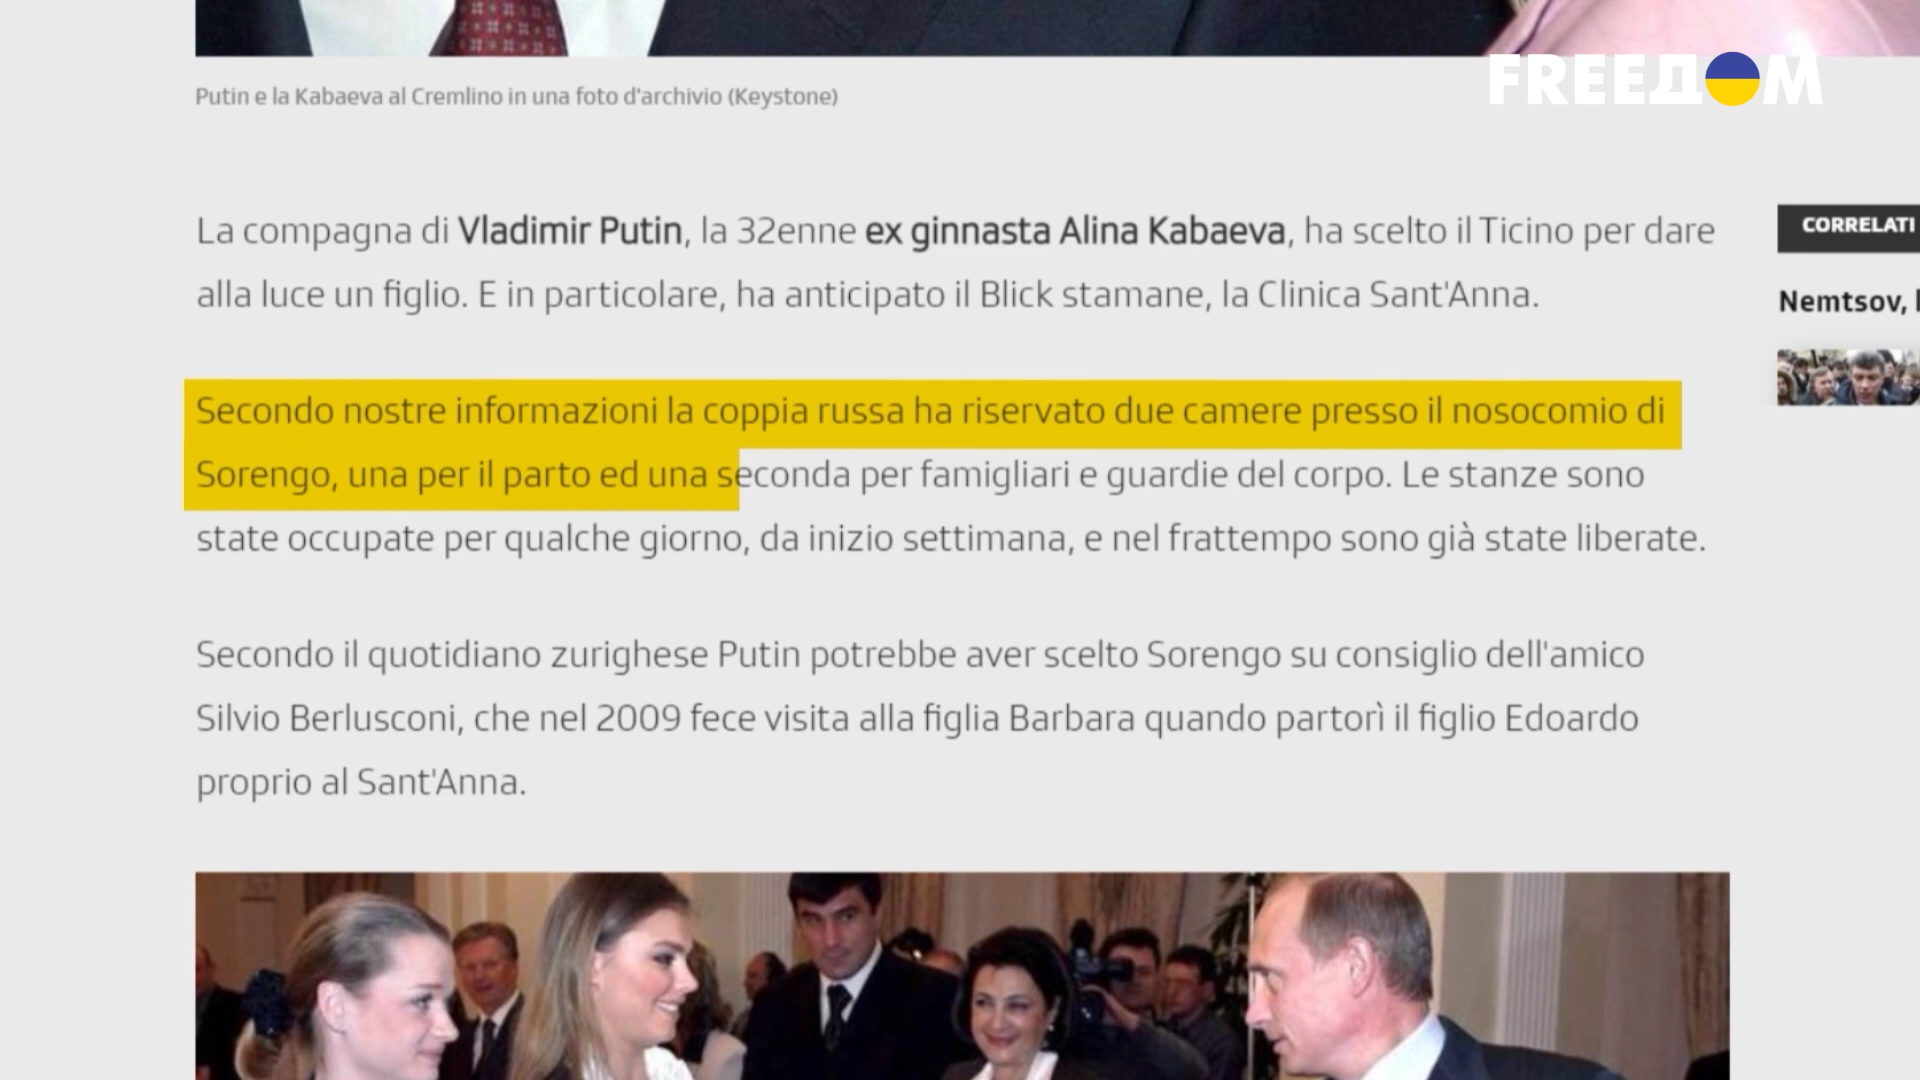 FREEДOM
Putin e la Kabaeva al Cremlino in una foto d'archivio (Keystone)
La compagna di Vladimir Putin, la 32enne ex ginnasta Alina Kabaeva, ha scelto il Ticino per dare
alla luce un figlio. E in particolare, ha anticipato il Blick stamane, la Clinica Sant'Anna.
Secondo nostre informazioni la coppia russa ha riservato due camere presso il nosocomio di
Sorengo, una per il parto ed una seconda per famigliari e guardie del corpo. Le stanze sono
state occupate per qualche giorno, da inizio settimana, e nel frattempo sono già state liberate.
Secondo il quotidiano zurighese Putin potrebbe aver scelto Sorengo su consiglio dell'amico
Silvio Berlusconi, che nel 2009 fece visita alla figlia Barbara quando partorì il figlio Edoardo
proprio al Sant'Anna.
CORRELATI
Nemtsov,